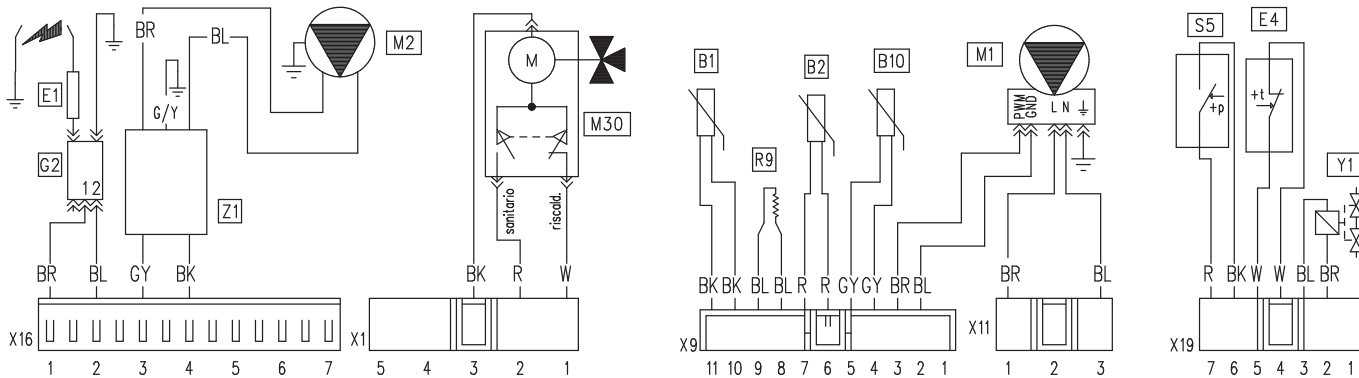 BR
BL
M2
E1
G/Y
G2
1 2
Z1
BR BL GY BK
X16
1 2 3 4 5 5 6 6 7
M
M30
sanitario
riscald.
BK R W
X1
5 4 3 2 1
B1
B2
B10
R9
M1
PWM
GND
L N
BK BK BL BL R R GY GY BR BL
X9
11 10 9 8 7 6 5 4 3 2 1
BR BL
X11
1 2 3
S5
E4
+p
+t
Y1
R BK W W BL BR
X19
7 6 5 4 3 2 1